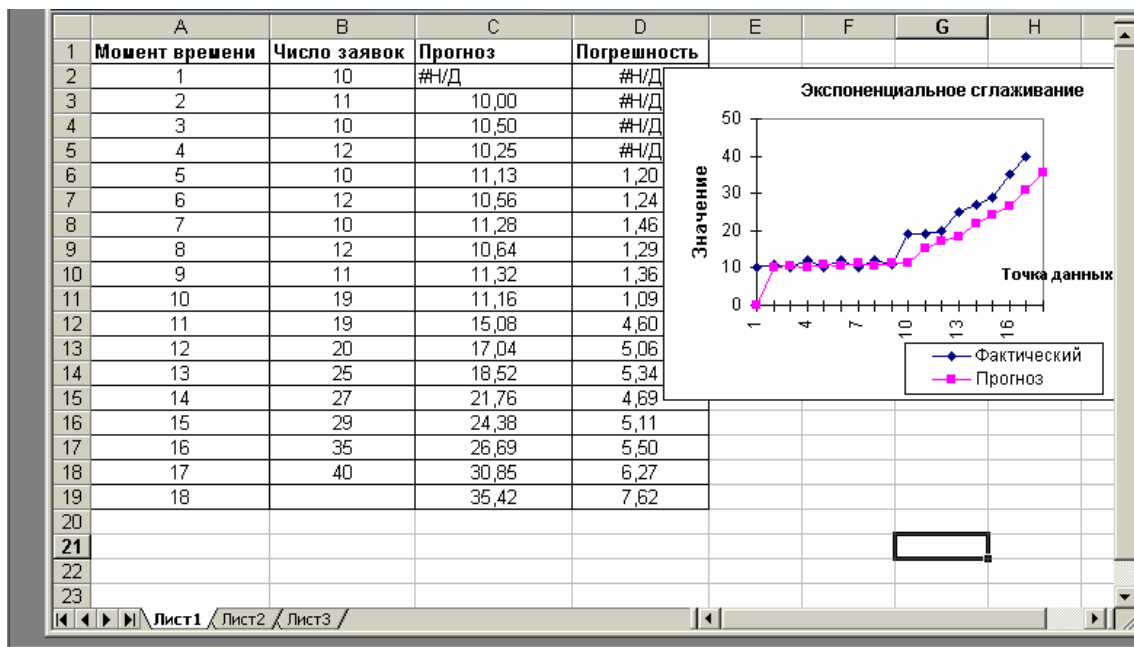 A B C D E F G H
1 Момент времени Число заявок Прогноз Погрешность
2 1 10 #Н/Д #Н/Д
3 2 11 10,00 #Н/Д
4 3 10 10,50 #Н/Д
5 4 12 10,25 #Н/Д
6 5 10 11,13 1,20
7 6 12 10,56 1,24
8 7 10 11,28 1,46
9 8 12 10,64 1,29
10 9 11 11,32 1,36
11 10 19 11,16 1,09
12 11 19 15,08 4,60
13 12 20 17,04 5,06
14 13 25 18,52 5,34
15 14 27 21,76 4,69
16 15 29 24,38 5,11
17 16 35 26,69 5,50
18 17 40 30,85 6,27
19 18 35,42 7,62
20
21
22
23
Экспоненциальное сглаживание
Значение
50
40
30
20
10
0
1 4 7 10 13 16
Точка данных
Фактический
Прогноз
Лист1 Лист2 Лист3